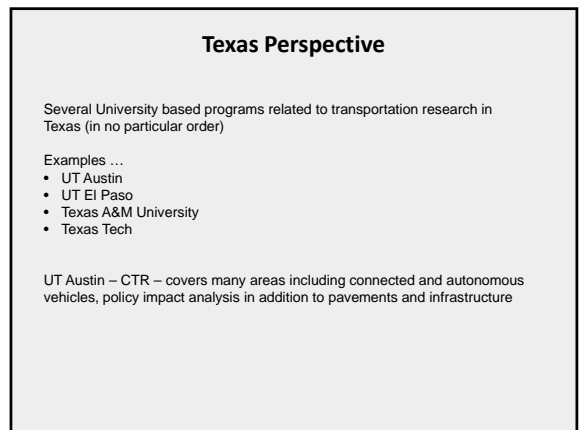 Texas Perspective
Several University based programs related to transportation research in
Texas (in no particular order)
Examples …
• UT Austin
• UT El Paso
• Texas A&M University
• Texas Tech
UT Austin – CTR – covers many areas including connected and autonomous
vehicles, policy impact analysis in addition to pavements and infrastructure